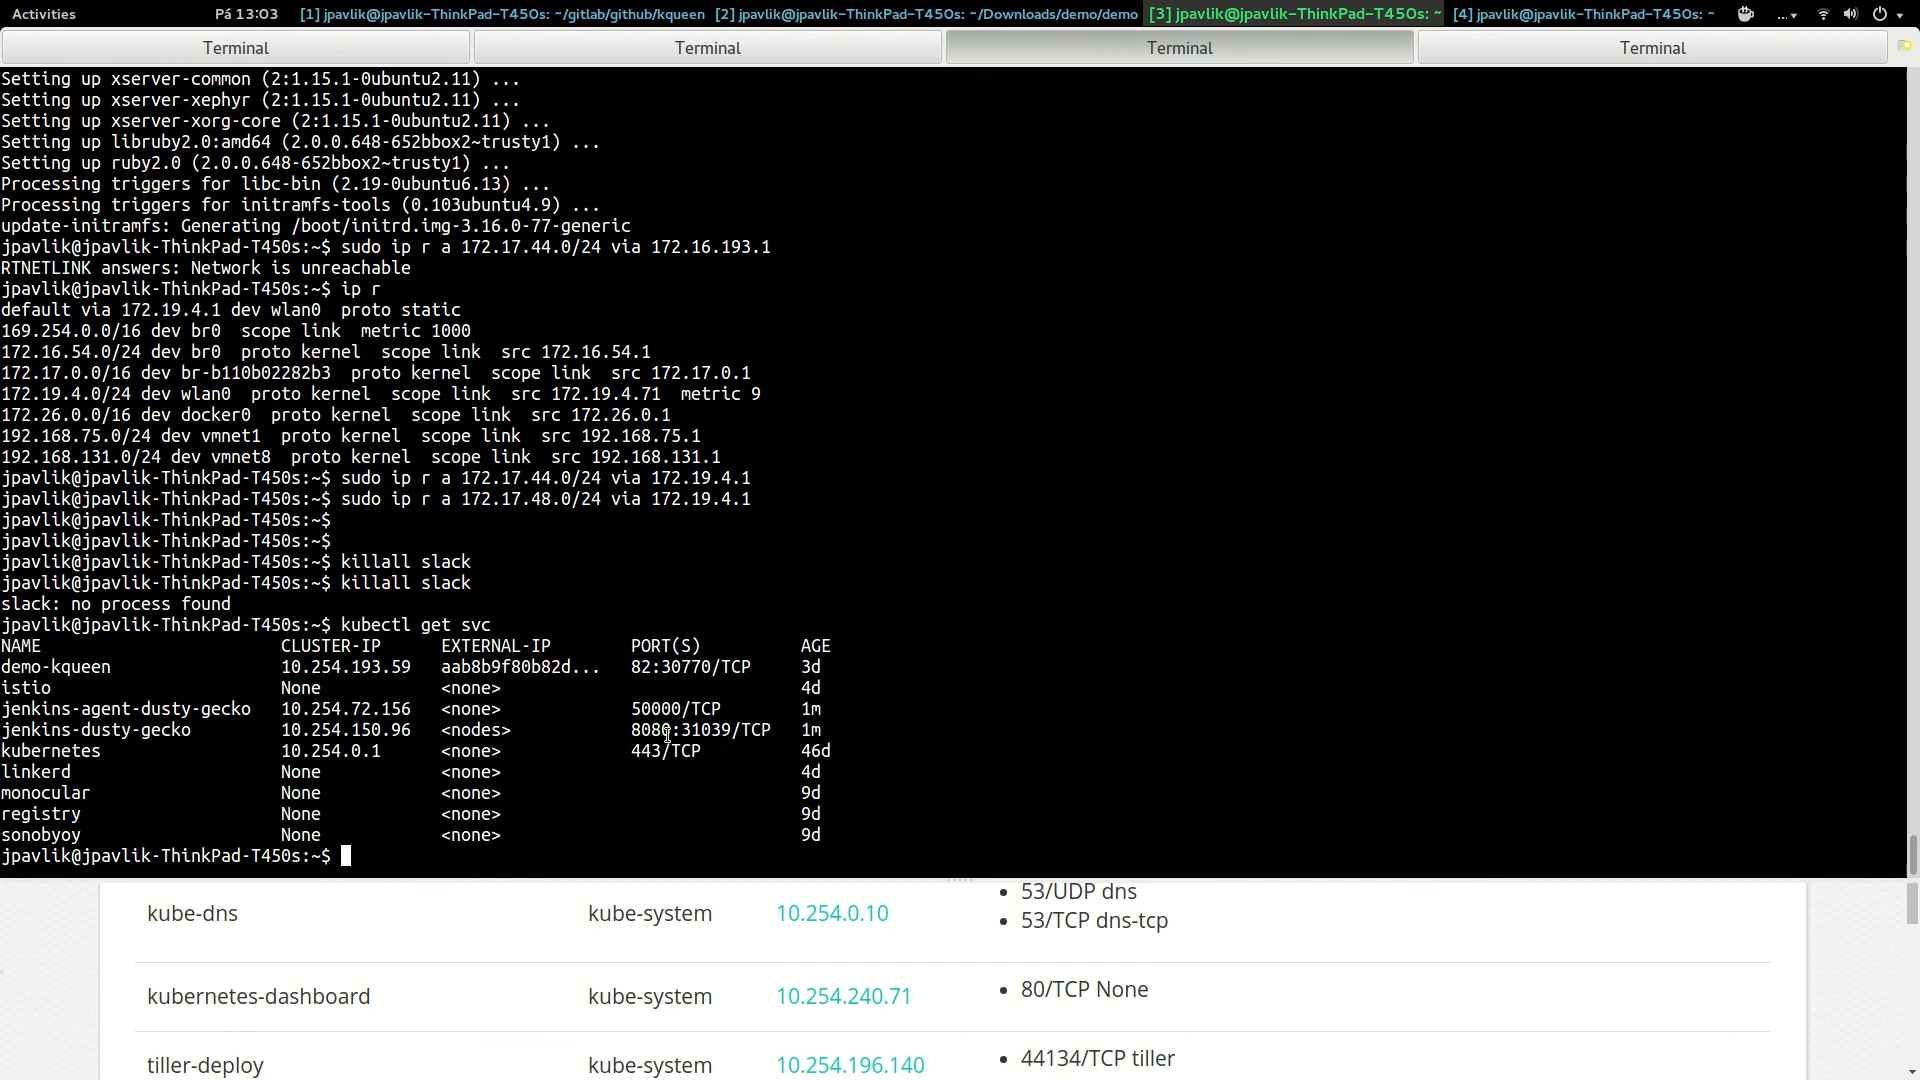 Activities Pá 13:03 [1] jpavlik@jpavlik-ThinkPad-T450s: ~/gitlab/github/kqueen [2] jpavlik@jpavlik-ThinkPad-T450s: ~/Downloads/demo/demo [3] jpavlik@jpavlik-ThinkPad-T450s: ~ [4] jpavlik@jpavlik-ThinkPad-T450s: ~ ...
Terminal Terminal Terminal Terminal
Setting up xserver-common (2:1.15.1-0ubuntu2.11) ...
Setting up xserver-xephyr (2:1.15.1-0ubuntu2.11) ...
Setting up xserver-xorg-core (2:1.15.1-0ubuntu2.11) ...
Setting up libruby2.0:amd64 (2.0.0.648-652bbox2~trusty1) ...
Setting up ruby2.0 (2.0.0.648-652bbox2~trusty1) ...
Processing triggers for libc-bin (2.19-0ubuntu6.13) ...
Processing triggers for initramfs-tools (0.103ubuntu4.9) ...
update-initramfs: Generating /boot/initrd.img-3.16.0-77-generic
jpavlik@jpavlik-ThinkPad-T450s:~$ sudo ip r a 172.17.44.0/24 via 172.16.193.1
RTNETLINK answers: Network is unreachable
jpavlik@jpavlik-ThinkPad-T450s:~$ ip r
default via 172.19.4.1 dev wlan0  proto static
169.254.0.0/16 dev br0  scope link  metric 1000
172.16.54.0/24 dev br0  proto kernel  scope link  src 172.16.54.1
172.17.0.0/16 dev br-b110b02282b3  proto kernel  scope link  src 172.17.0.1
172.19.4.0/24 dev wlan0  proto kernel  scope link  src 172.19.4.71  metric 9
172.26.0.0/16 dev docker0  proto kernel  scope link  src 172.26.0.1
192.168.75.0/24 dev vmnet1  proto kernel  scope link  src 192.168.75.1
192.168.131.0/24 dev vmnet8  proto kernel  scope link  src 192.168.131.1
jpavlik@jpavlik-ThinkPad-T450s:~$ sudo ip r a 172.17.44.0/24 via 172.19.4.1
jpavlik@jpavlik-ThinkPad-T450s:~$ sudo ip r a 172.17.48.0/24 via 172.19.4.1
jpavlik@jpavlik-ThinkPad-T450s:~$
jpavlik@jpavlik-ThinkPad-T450s:~$
jpavlik@jpavlik-ThinkPad-T450s:~$ killall slack
jpavlik@jpavlik-ThinkPad-T450s:~$ killall slack
slack: no process found
jpavlik@jpavlik-ThinkPad-T450s:~$ kubectl get svc
NAME CLUSTER-IP EXTERNAL-IP PORT(S) AGE
demo-kqueen 10.254.193.59 aab8b9f80b82d... 82:30770/TCP 3d
istio None <none> 4d
jenkins-agent-dusty-gecko 10.254.72.156 <none> 50000/TCP 1m
jenkins-dusty-gecko 10.254.150.96 <nodes> 8080:31039/TCP 1m
kubernetes 10.254.0.1 <none> 443/TCP 46d
linkerd None <none> 4d
monocular None <none> 9d
registry None <none> 9d
sonobyoy None <none> 9d
jpavlik@jpavlik-ThinkPad-T450s:~$
kube-dns kube-system 10.254.0.10 • 53/UDP dns
• 53/TCP dns-tcp
kubernetes-dashboard kube-system 10.254.240.71 • 80/TCP None
tiller-deploy kube-system 10.254.196.140 • 44134/TCP tiller